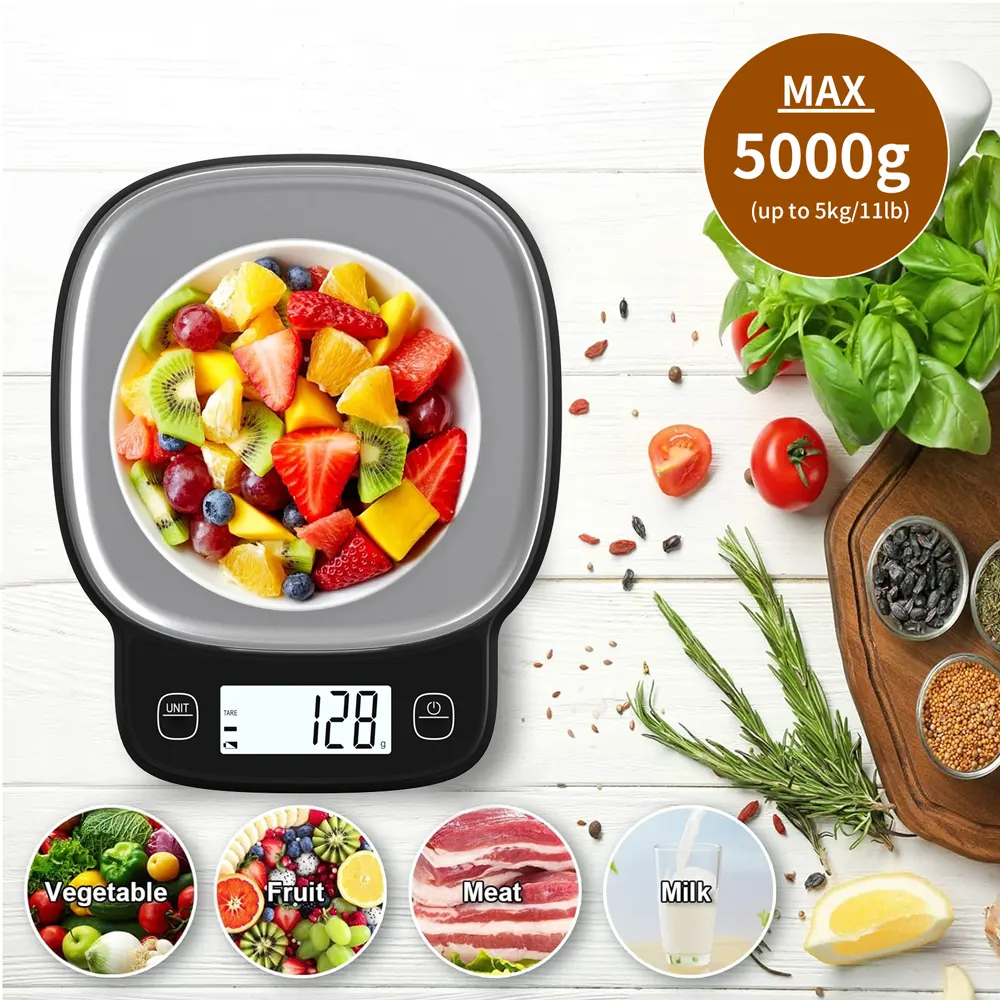 MAX
5000g
(up to 5kg/11lb)
UNIT
TARE
128
g
Vegetable
Fruit
Meat
Milk